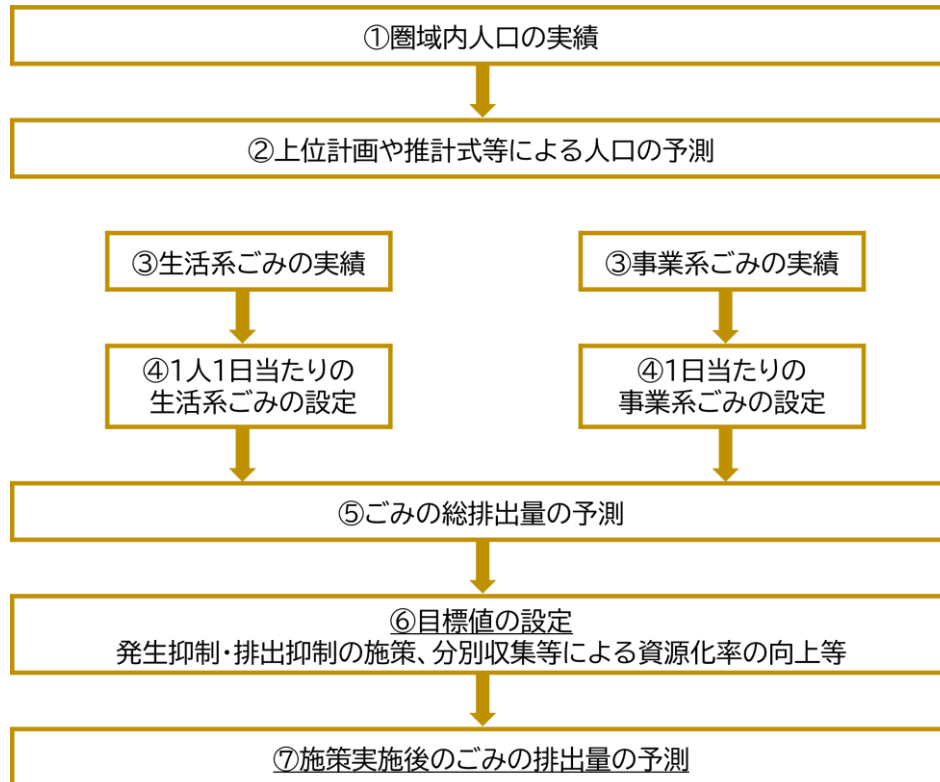 ①圏域内人口の実績
②上位計画や推計式等による人口の予測
③生活系ごみの実績
③事業系ごみの実績
④1人1日当たりの
生活系ごみの設定
④1日当たりの
事業系ごみの設定
⑤ごみの総排出量の予測
⑥目標値の設定
発生抑制・排出抑制の施策、分別収集等による資源化率の向上等
⑦施策実施後のごみの排出量の予測